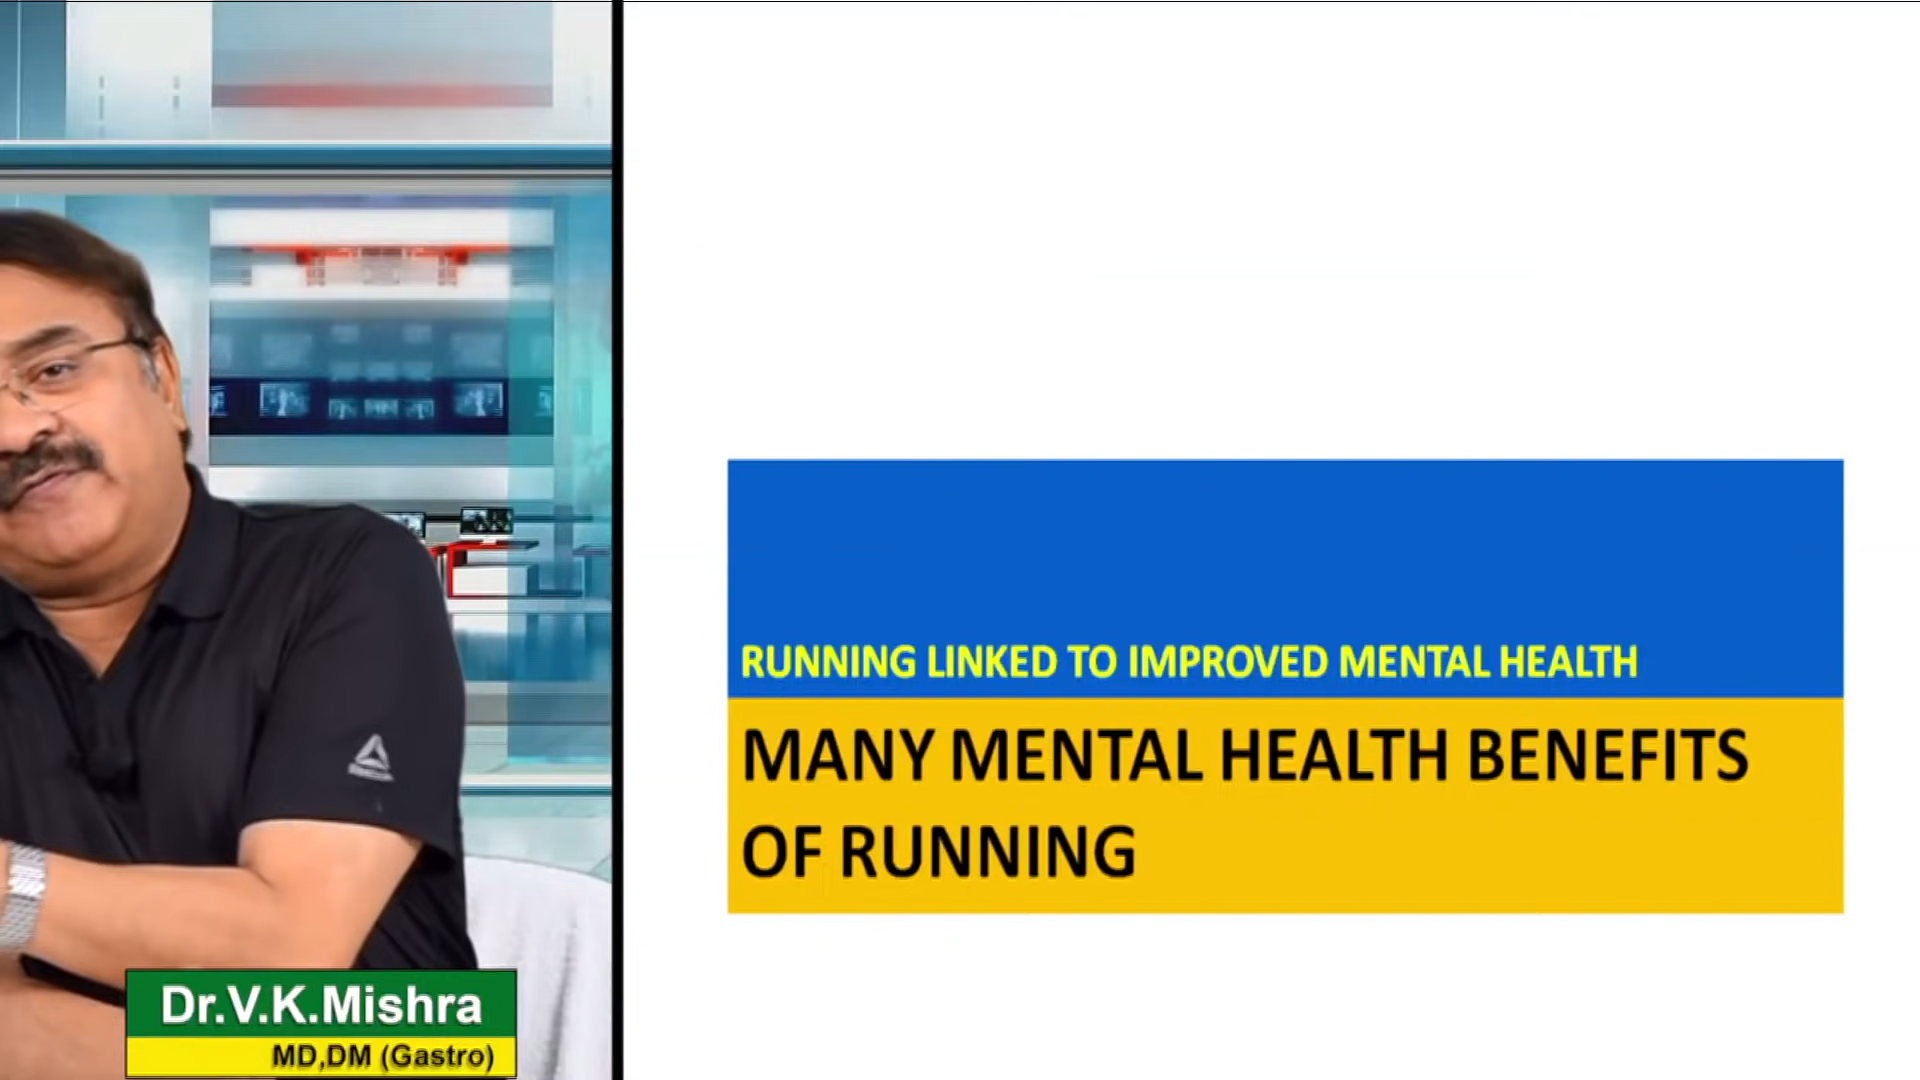 RUNNING LINKED TO IMPROVED MENTAL HEALTH
MANY MENTAL HEALTH BENEFITS
OF RUNNING
Dr.V.K.Mishra
MD,DM (Gastro)